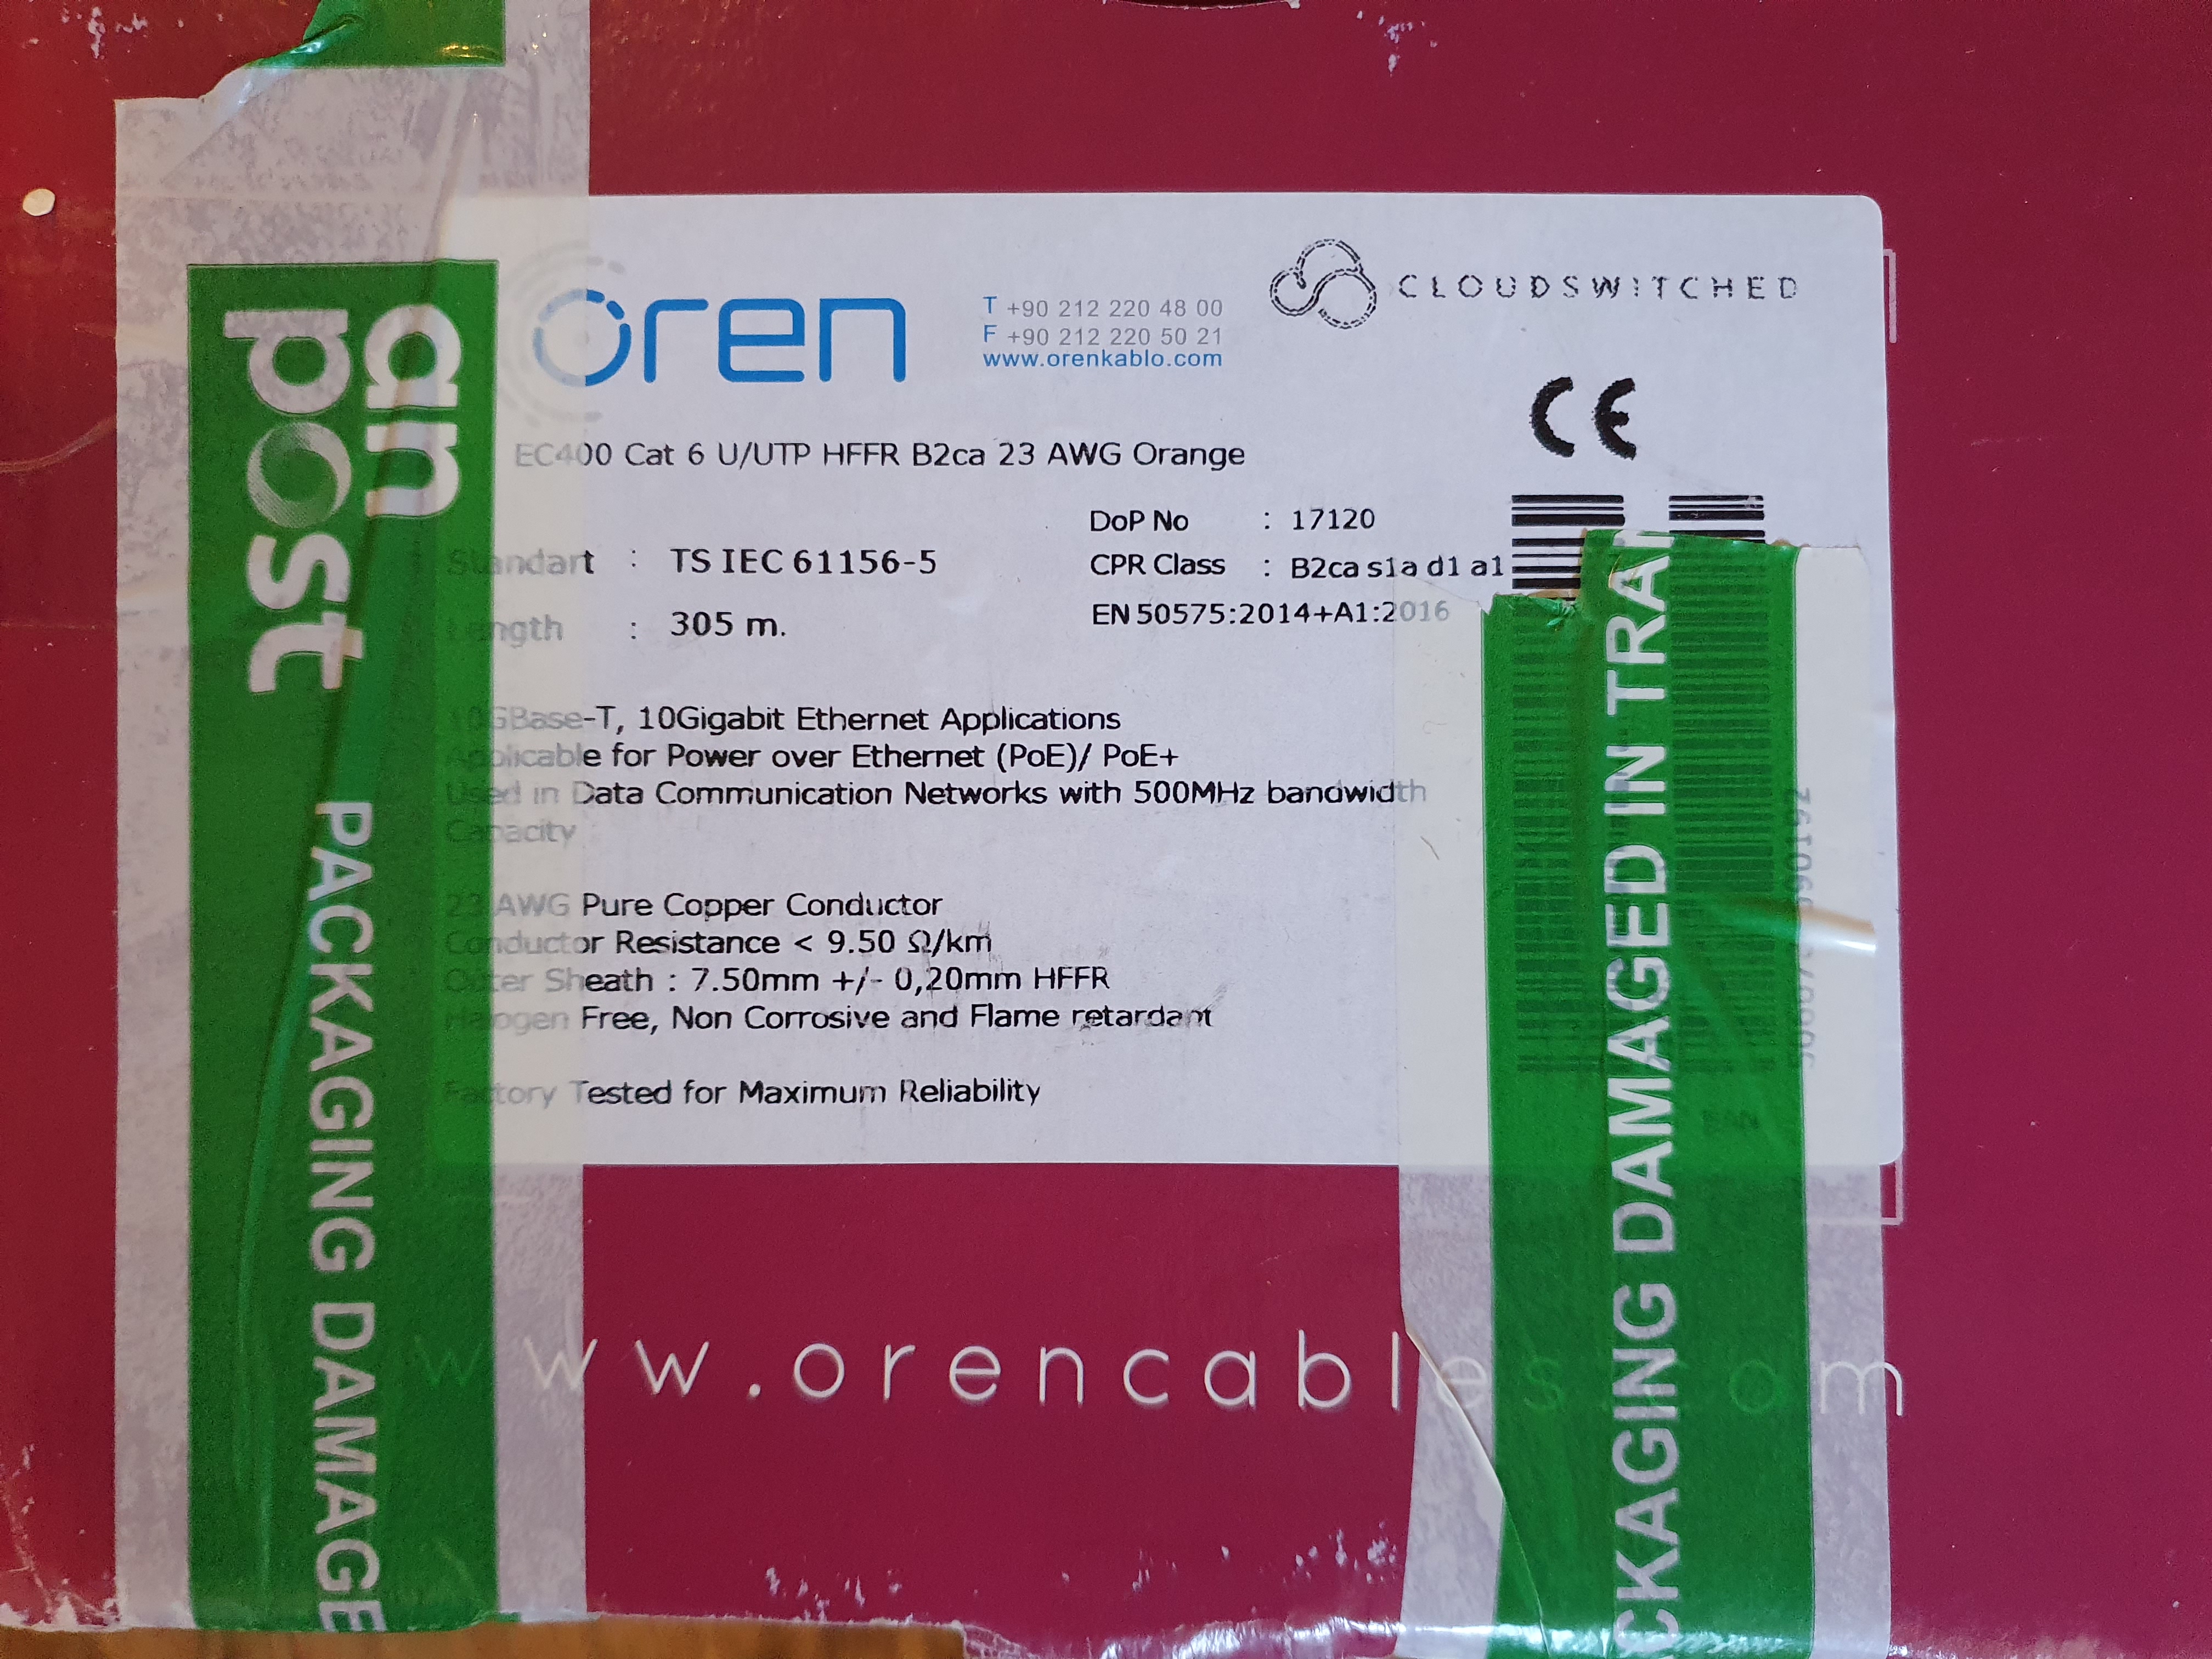 an
post
PACKAGING DAMAGE
oren
T +90 212 220 48 00
F +90 212 220 50 21
www.orenkablo.com
CLOUDSWITCHED
CE
EC400 Cat 6 U/UTP HFFR B2ca 23 AWG Orange
DoP No : 17120
Standart : TS IEC 61156-5
CPR Class : B2ca s1a d1 a1
EN 50575:2014+A1:2016
Length : 305 m.
10GBase-T, 10Gigabit Ethernet Applications
Applicable for Power over Ethernet (PoE)/ PoE+
Used in Data Communication Networks with 500MHz bandwidth
Capacity
23 AWG Pure Copper Conductor
Conductor Resistance < 9.50 Ω/km
Outer Sheath : 7.50mm +/- 0,20mm HFFR
Halogen Free, Non Corrosive and Flame retardant
Factory Tested for Maximum Reliability
EAN
CKAGING DAMAGED IN TRAN
www.orencables.com